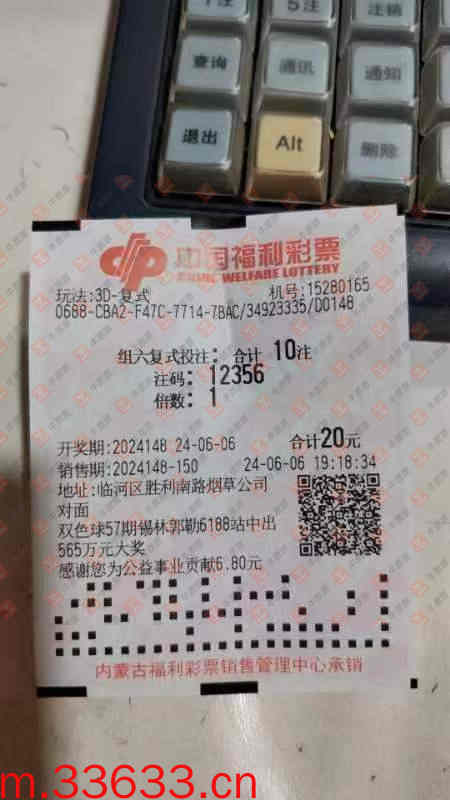 5注
注销
查询
通讯
通知
退出
Alt
删除
中国福利彩票
CHINA WELFARE LOTTERY
玩法:3D-复式 机号:15280165
0688-CBA2-F47C-7714-7BAC/34923335/D0148
组六复式投注: 合计 10注
注码: 12356
倍数: 1
开奖期:2024148 24-06-06 合计20元
销售期:2024148-150 24-06-06 19:18:34
地址:临河区胜利南路烟草公司
对面
双色球57期锡林郭勒6188站中出
565万元大奖
感谢您为公益事业贡献6.80元
内蒙古福利彩票销售管理中心承销
m.33633.cn